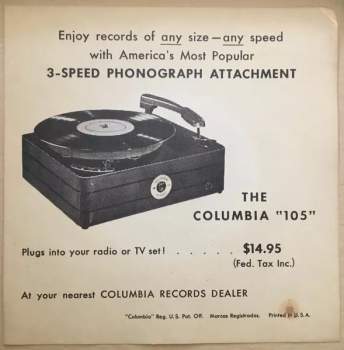 Enjoy records of any size—any speed
with America's Most Popular
3-SPEED PHONOGRAPH ATTACHMENT
THE
COLUMBIA "105"
Plugs into your radio or TV set! . . . . . $14.95
(Fed. Tax Inc.)
At your nearest COLUMBIA RECORDS DEALER
"Columbia" Reg. U.S. Pat. Off. Marcas Registradas. Printed in U.S.A.